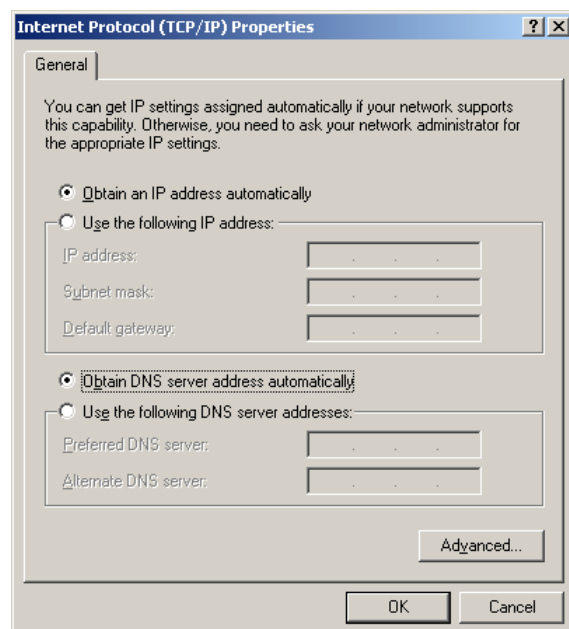 Internet Protocol (TCP/IP) Properties
General
You can get IP settings assigned automatically if your network supports
this capability. Otherwise, you need to ask your network administrator for
the appropriate IP settings.
Obtain an IP address automatically
Use the following IP address:
IP address:
Subnet mask:
Default gateway:
Obtain DNS server address automatically
Use the following DNS server addresses:
Preferred DNS server:
Alternate DNS server:
Advanced...
OK Cancel